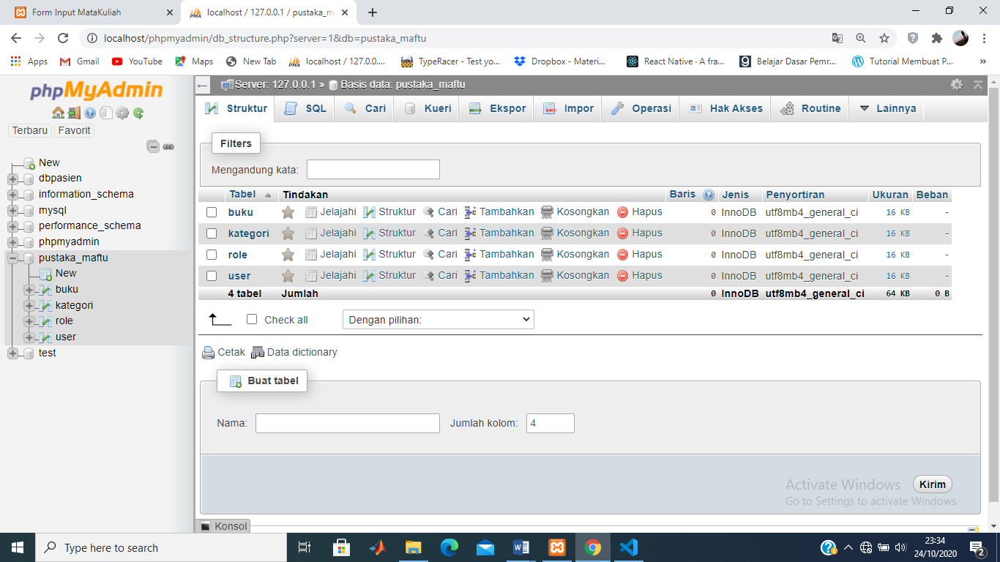 Form Input MataKuliah
localhost / 127.0.0.1 / pustaka_m
localhost/phpmyadmin/db_structure.php?server=1&db=pustaka_maftu
Apps Gmail YouTube Maps New Tab localhost / 127.0.0.... TypeRacer - Test yo... Dropbox - Materi... React Native · A fra... Belajar Dasar Pemr... Tutorial Membuat P... »
phpMyAdmin
Terbaru Favorit
New
dbpasien
information_schema
mysql
performance_schema
phpmyadmin
pustaka_maftu
New
buku
kategori
role
user
test
Server: 127.0.0.1 » Basis data: pustaka_maftu
Struktur SQL Cari Kueri Ekspor Impor Operasi Hak Akses Routine Lainnya
Filters
Mengandung kata:
Tabel Tindakan Baris Jenis Penyortiran Ukuran Beban
buku Jelajahi Struktur Cari Tambahkan Kosongkan Hapus 0 InnoDB utf8mb4_general_ci 16 KB -
kategori Jelajahi Struktur Cari Tambahkan Kosongkan Hapus 0 InnoDB utf8mb4_general_ci 16 KB -
role Jelajahi Struktur Cari Tambahkan Kosongkan Hapus 0 InnoDB utf8mb4_general_ci 16 KB -
user Jelajahi Struktur Cari Tambahkan Kosongkan Hapus 0 InnoDB utf8mb4_general_ci 16 KB -
4 tabel Jumlah 0 InnoDB utf8mb4_general_ci 64 KB 0 B
Check all Dengan pilihan:
Cetak Data dictionary
Buat tabel
Nama: Jumlah kolom: 4
Activate Windows
Go to Settings to activate Windows.
Kirim
Konsol
Type here to search
23:34
24/10/2020
2